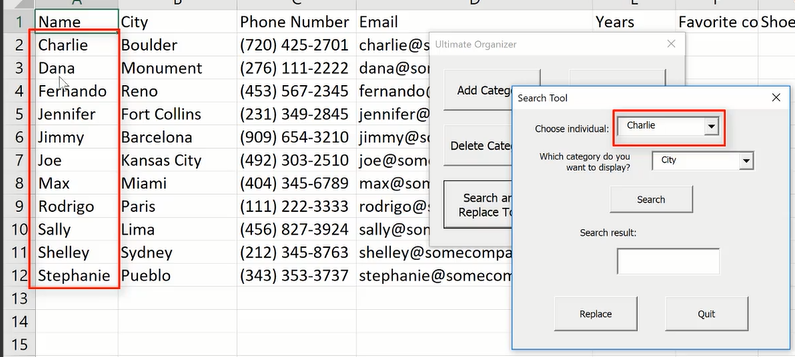 A B C D E F G
1 Name City Phone Number Email Years Favorite co Shoe
2 Charlie Boulder (720) 425-2701 charlie@s
3 Dana Monument (276) 111-2222 dana@som
4 Fernando Reno (453) 567-2345 fernando@
5 Jennifer Fort Collins (231) 349-2845 jennifer@
6 Jimmy Barcelona (909) 654-3210 jimmy@so
7 Joe Kansas City (492) 303-2510 joe@some
8 Max Miami (404) 345-6789 max@som
9 Rodrigo Paris (111) 222-3333 rodrigo@s
10 Sally Lima (456) 827-3924 sally@som
11 Shelley Sydney (212) 345-8763 shelley@somecompa
12 Stephanie Pueblo (343) 353-3737 stephanie@somecom
13
14
15
Ultimate Organizer
Add Catego
Delete Catego
Search an
Replace To
Search Tool
Choose individual: Charlie
Which category do you
want to display?
City
Search
Search result:
Replace Quit